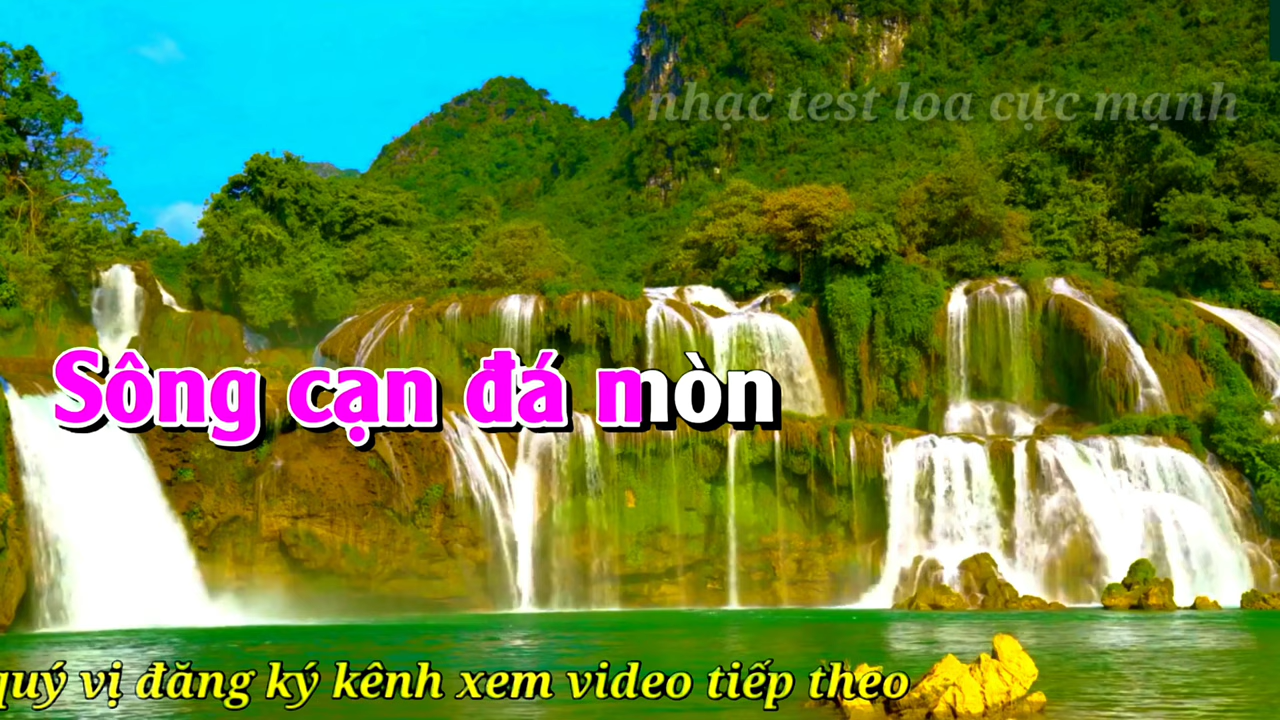 nhạc test loa cực mạnh
Sông cạn đá mòn
quý vị đăng ký kênh xem video tiếp theo